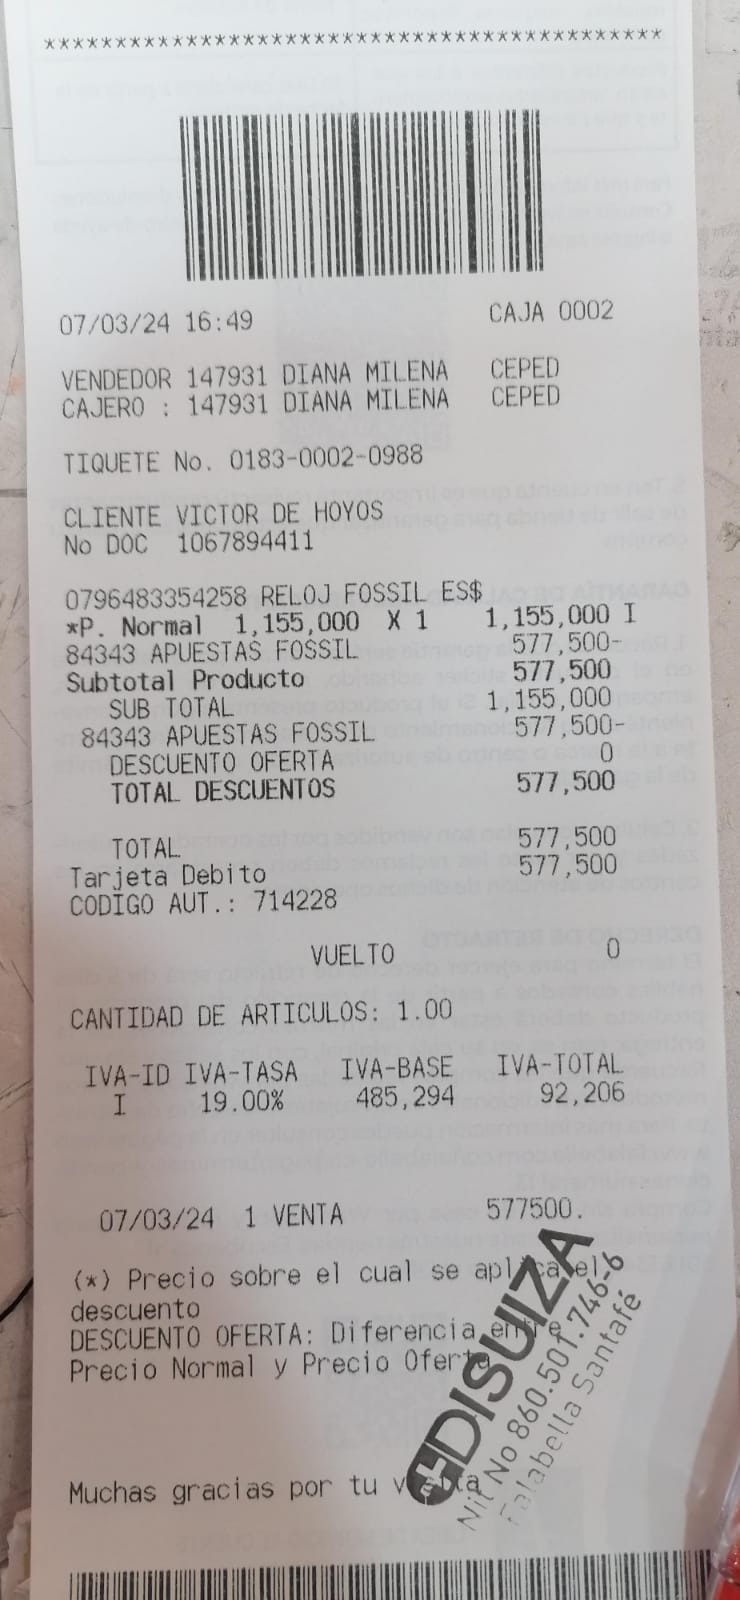 ******************************************
07/03/24 16:49 CAJA 0002
VENDEDOR 147931 DIANA MILENA CEPED
CAJERO : 147931 DIANA MILENA CEPED
TIQUETE No. 0183-0002-0988
CLIENTE VICTOR DE HOYOS
No DOC 1067894411
0796483354258 RELOJ FOSSIL ES$
*P. Normal 1,155,000 X 1 1,155,000 I
84343 APUESTAS FOSSIL 577,500-
Subtotal Producto 577,500
SUB TOTAL 1,155,000
84343 APUESTAS FOSSIL 577,500-
DESCUENTO OFERTA 0
TOTAL DESCUENTOS 577,500
TOTAL 577,500
Tarjeta Debito 577,500
CODIGO AUT.: 714228
VUELTO 0
CANTIDAD DE ARTICULOS: 1.00
IVA-ID IVA-TASA IVA-BASE IVA-TOTAL
I 19.00% 485,294 92,206
07/03/24 1 VENTA 577500.
(*) Precio sobre el cual se aplica el
descuento
DESCUENTO OFERTA: Diferencia entre
Precio Normal y Precio Oferta
Muchas gracias por tu visita
DISUIZA
Nit No 860.501.746-6
Falabella Santafé